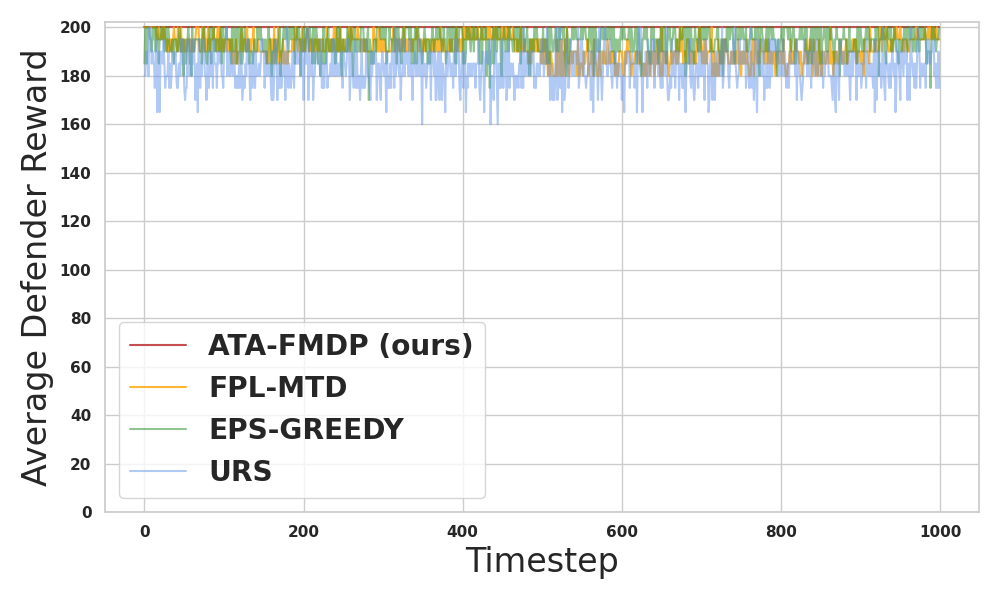 200
180
160
140
120
100
80
60
40
20
0
Average Defender Reward
ATA-FMDP (ours)
FPL-MTD
EPS-GREEDY
URS
0 200 400 600 800 1000
Timestep